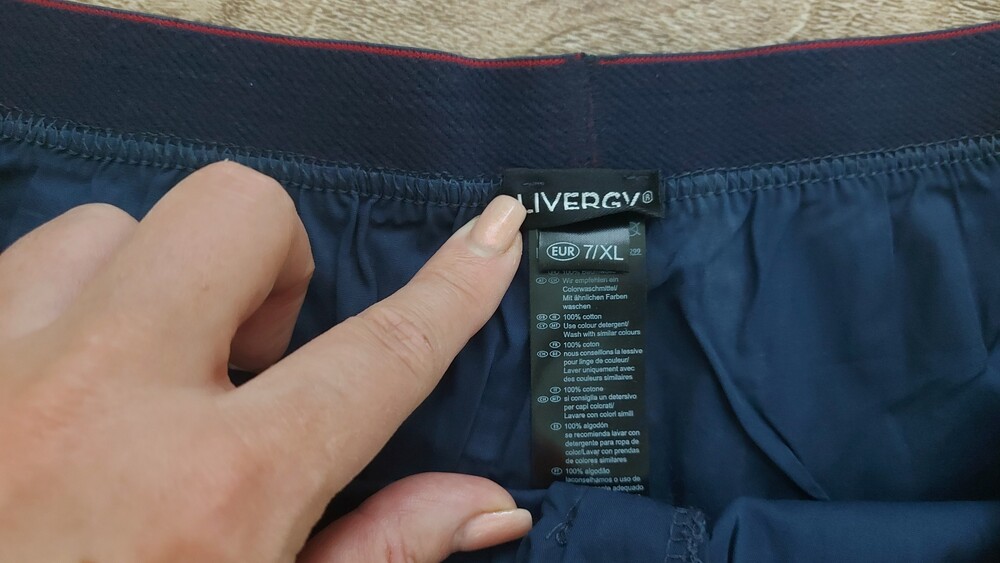 LIVERGY®
EUR 7/XL
Wir empfehlen ein
Colorwaschmittel/
Mit ähnlichen Farben
waschen
100% cotton
Use colour detergent/
Wash with similar colours
100% coton
nous conseillons la lessive
pour linge de couleur/
Laver uniquement avec
des couleurs similaires
100% cotone
si consiglia un detersivo
per capi colorati/
Lavare con colori simili
100% algodón
se recomienda lavar con
detergente para ropa de
color/Lavar con prendas
de colores similares
100% algodão
o uso de
adequado